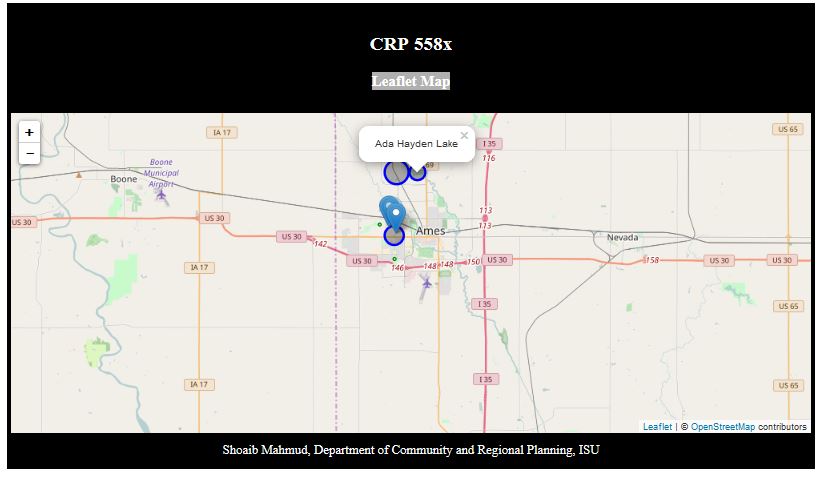 CRP 558x
Leaflet Map
+
−
IA 17
Ada Hayden Lake ×
69
I 35
116
US 65
Boone
Boone
Municipal
Airport
US 30
US 30
113
113
US 30
142
Ames
Nevada
US 30
146
148
148
150
US 30
158
US 30
US 30
IA 17
I 35
US 65
IA 17
I 35
US 65
Leaflet | © OpenStreetMap contributors
Shoaib Mahmud, Department of Community and Regional Planning, ISU